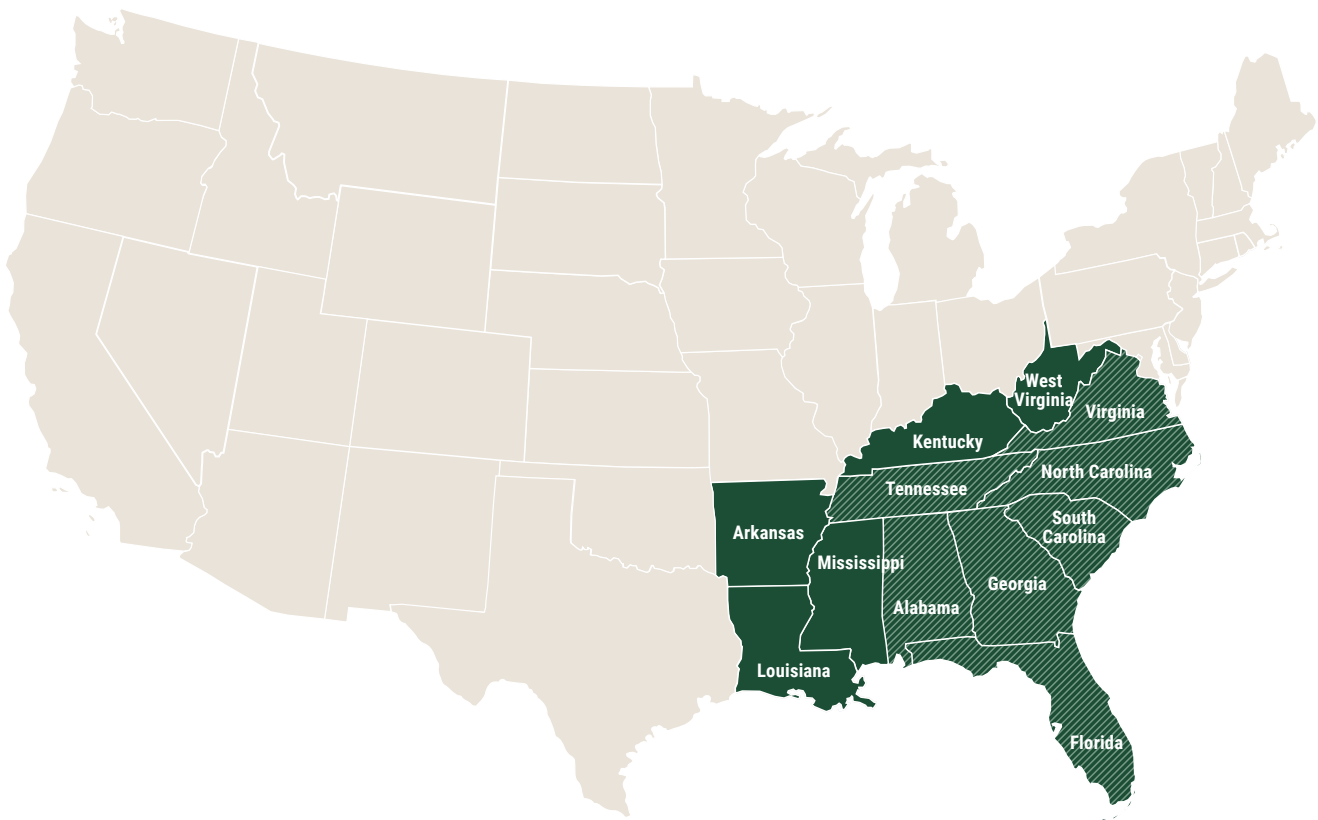 West
Virginia
Virginia
Kentucky
North Carolina
Tennessee
South
Carolina
Arkansas
Mississippi
Georgia
Alabama
Louisiana
Florida